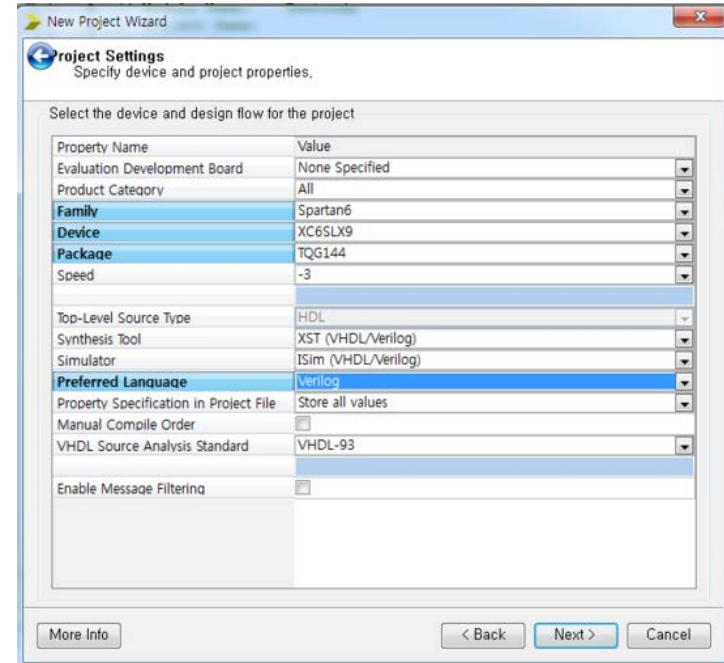 New Project Wizard
Project Settings
Specify device and project properties.
Select the device and design flow for the project
Property Name Value
Evaluation Development Board None Specified
Product Category All
Family Spartan6
Device XC6SLX9
Package TQG144
Speed -3
Top-Level Source Type HDL
Synthesis Tool XST (VHDL/Verilog)
Simulator ISim (VHDL/Verilog)
Preferred Language Verilog
Property Specification in Project File Store all values
Manual Compile Order
VHDL Source Analysis Standard VHDL-93
Enable Message Filtering
More Info < Back Next > Cancel